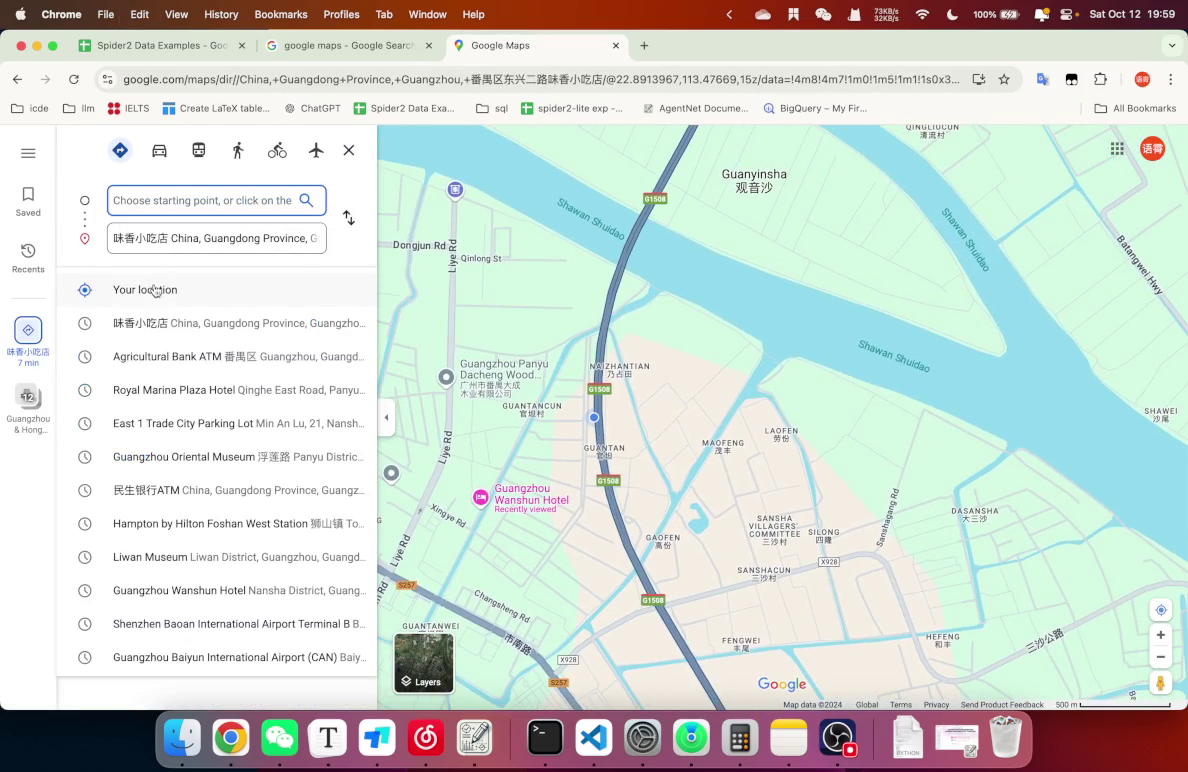 73KB/s
89KB/s
100%
Thu Dec 12 14:51
Spider2 Data Examples - Goo
google maps - Google Search
Google Maps
google.com/maps/dir//China,+Guangdong+Province,+Guangzhou,+番禺区东兴二路味香小吃店/@22.8913967,113.47669,15z/data=!4m8!4m7!1m0!1m5!1m1!1s0x3...
语霄
icde
llm
IELTS
Create LaTeX table...
ChatGPT
Spider2 Data Exa...
sql
spider2-lite exp -...
AgentNet Docume...
BigQuery – My Fir...
All Bookmarks
Saved
Recents
味香小吃店
7 min
12
Guangzhou
& Hong...
Choose starting point, or click on the
味香小吃店 China, Guangdong Province, G
Your location
味香小吃店 China, Guangdong Province, Guangzho...
Agricultural Bank ATM 番禺区 Guangzhou, Guangd...
Royal Marina Plaza Hotel Qinghe East Road, Panyu...
East 1 Trade City Parking Lot Min An Lu, 21, Nansh...
Guangzhou Oriental Museum 浮莲路 Panyu Distric...
民生银行ATM China, Guangdong Province, Guangz...
Hampton by Hilton Foshan West Station 狮山镇 To...
Liwan Museum Liwan District, Guangzhou, Guangd...
Guangzhou Wanshun Hotel Nansha District, Guang...
Shenzhen Baoan International Airport Terminal B B...
Guangzhou Baiyun International Airport (CAN) Baiy...
QINGLIUCUN
清流村
语霄
Guanyinsha
观音沙
G1508
Shawan Shuidao
Shawan Shuidao
Batangwei Hwy
Dongjun Rd
Liye Rd
Qinlong St
Shawan Shuidao
Guangzhou Panyu
Dacheng Wood...
广州市番禺大成
木业有限公司
NAIZHANTIAN
乃占田
G1508
GUANTANCUN
官坦村
SHAWEI
沙尾
LAOFEN
劳份
MAOFENG
茂丰
Liye Rd
GUANTAN
官坦
G1508
Guangzhou
Wanshun Hotel
Recently viewed
Xingye Rd
Sanshagang Rd
DASANSHA
大三沙
SANSHA
VILLAGERS'
COMMITTEE
三沙村
SILONG
四隆
GAOFEN
高份
Liye Rd
X928
SANSHACUN
三沙村
S257
G1508
Changsheng Rd
GUANTANWEI
市南路
FENGWEI
丰尾
HEFENG
和丰
三沙公路
X928
S257
Layers
Google
Map data ©2024
Global
Terms
Privacy
Send Product Feedback
500 m
T
PYTHON